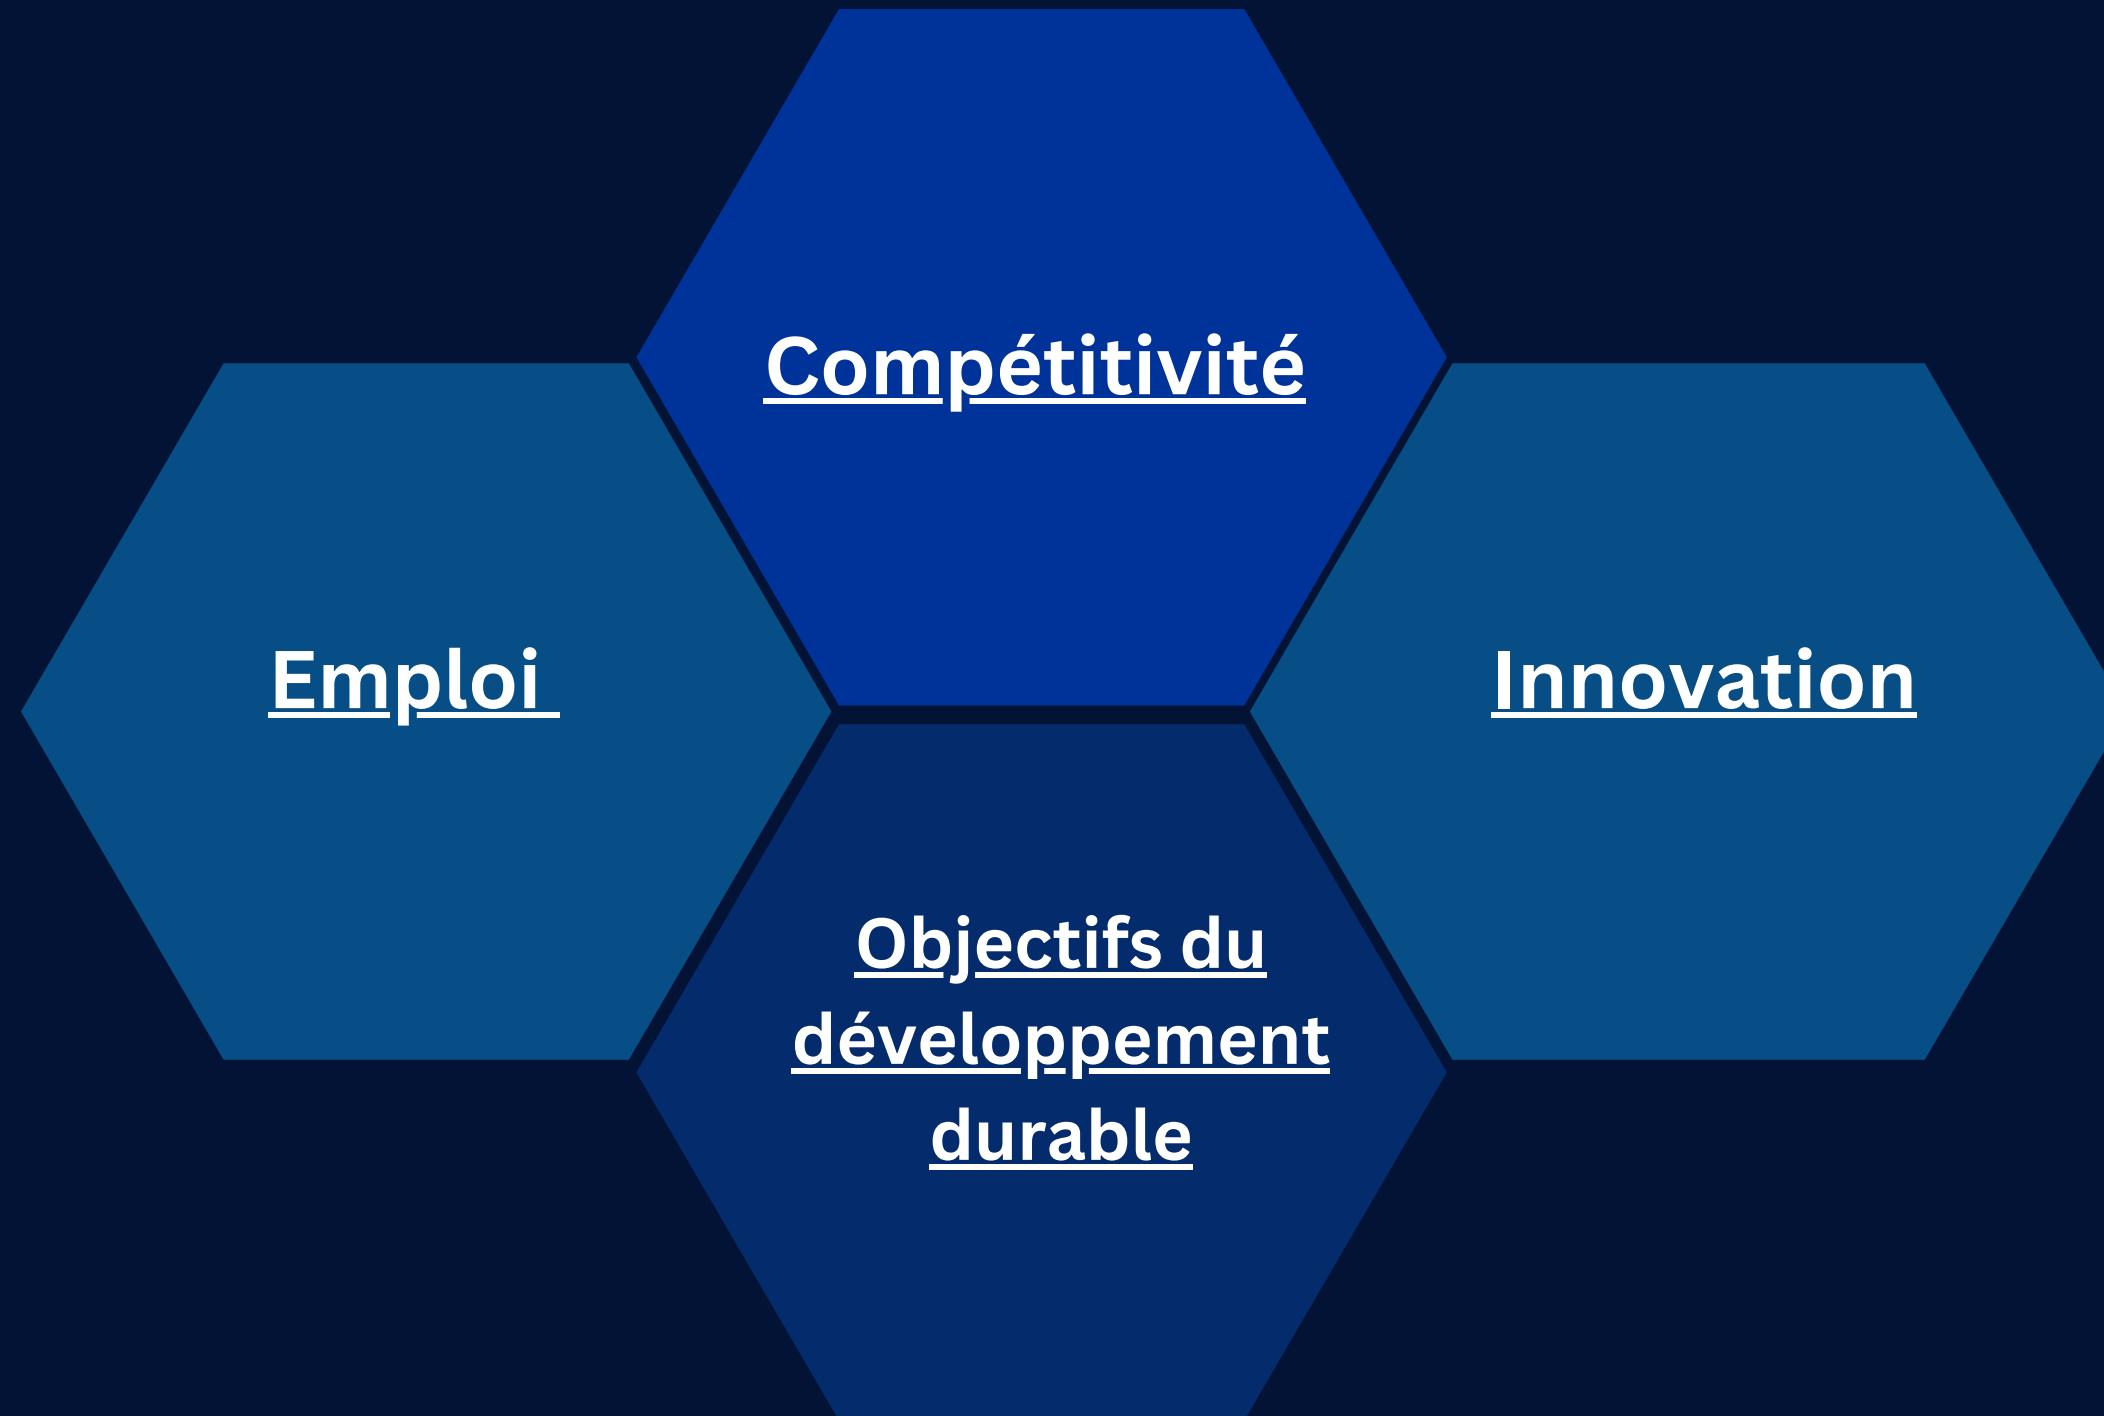 Compétitivité
Emploi
Innovation
Objectifs du
développement
durable